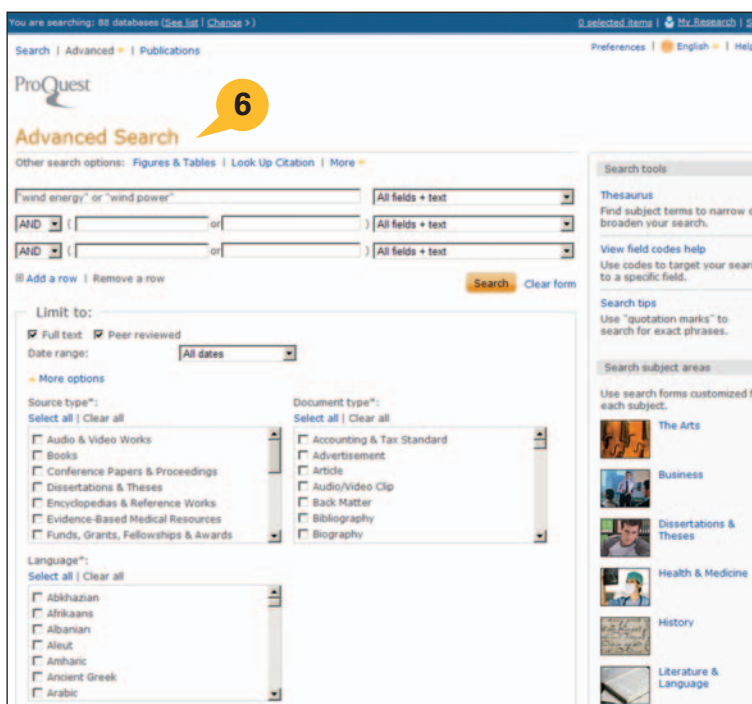 You are searching: 88 databases (See list | Change >)
0 selected items | My Research |
Search | Advanced | Publications
Preferences | English | Help
ProQuest
6
Advanced Search
Other search options: Figures & Tables | Look Up Citation | More
"wind energy" or "wind power"
All fields + text
AND ( or ) All fields + text
AND ( or ) All fields + text
Add a row | Remove a row
Search Clear form
Limit to:
Full text Peer reviewed
Date range: All dates
More options
Source type*:
Select all | Clear all
Audio & Video Works
Books
Conference Papers & Proceedings
Dissertations & Theses
Encyclopedias & Reference Works
Evidence-Based Medical Resources
Funds, Grants, Fellowships & Awards
Document type*:
Select all | Clear all
Accounting & Tax Standard
Advertisement
Article
Audio/Video Clip
Back Matter
Bibliography
Biography
Language*:
Select all | Clear all
Abkhazian
Afrikaans
Albanian
Aleut
Amharic
Ancient Greek
Arabic
Search tools
Thesaurus
Find subject terms to narrow
broaden your search.
View field codes help
Use codes to target your
to a specific field.
Search tips
Use "quotation marks" to
search for exact phrases.
Search subject areas
Use search forms customized
each subject.
The Arts
Business
Dissertations &
Theses
Health & Medicine
History
Literature &
Language